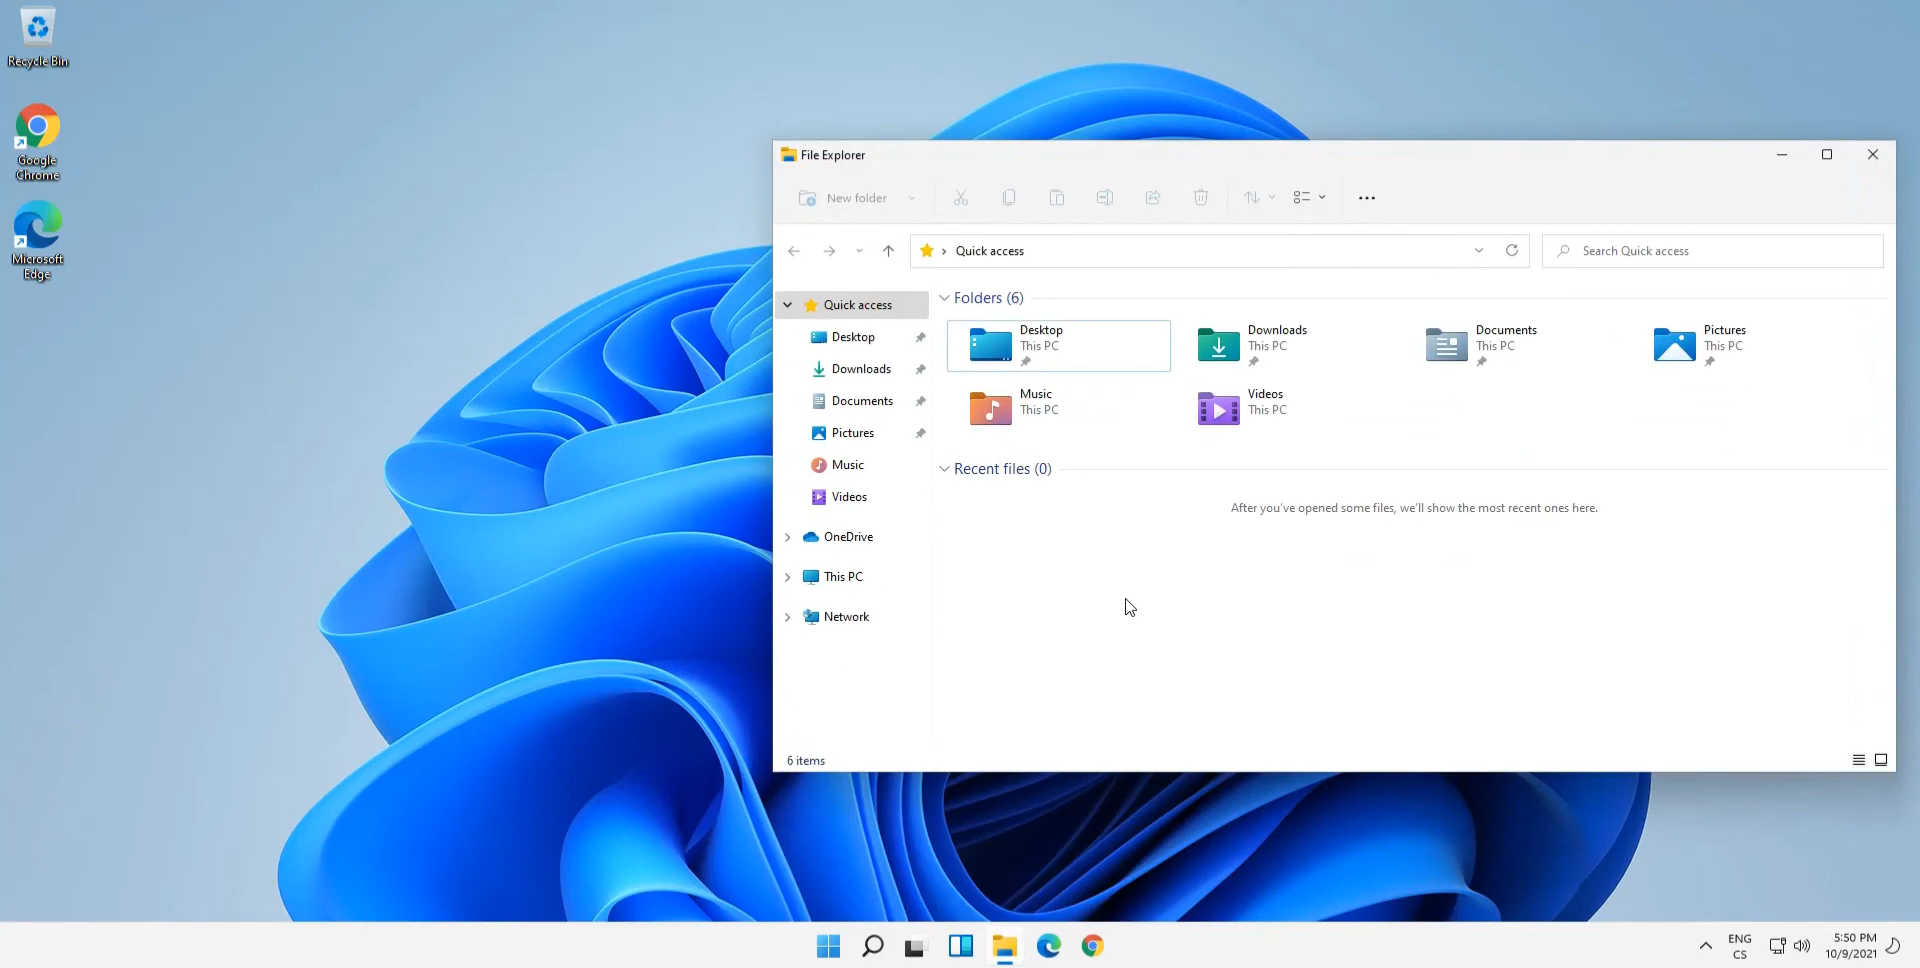 Recycle Bin
Google
Chrome
Microsoft
Edge
File Explorer
New folder
Quick access
Search Quick access
Quick access
Desktop
Downloads
Documents
Pictures
Music
Videos
OneDrive
This PC
Network
Folders (6)
Desktop
This PC
Downloads
This PC
Documents
This PC
Pictures
This PC
Music
This PC
Videos
This PC
Recent files (0)
After you've opened some files, we'll show the most recent ones here.
6 items
ENG
CS
5:50 PM
10/9/2021